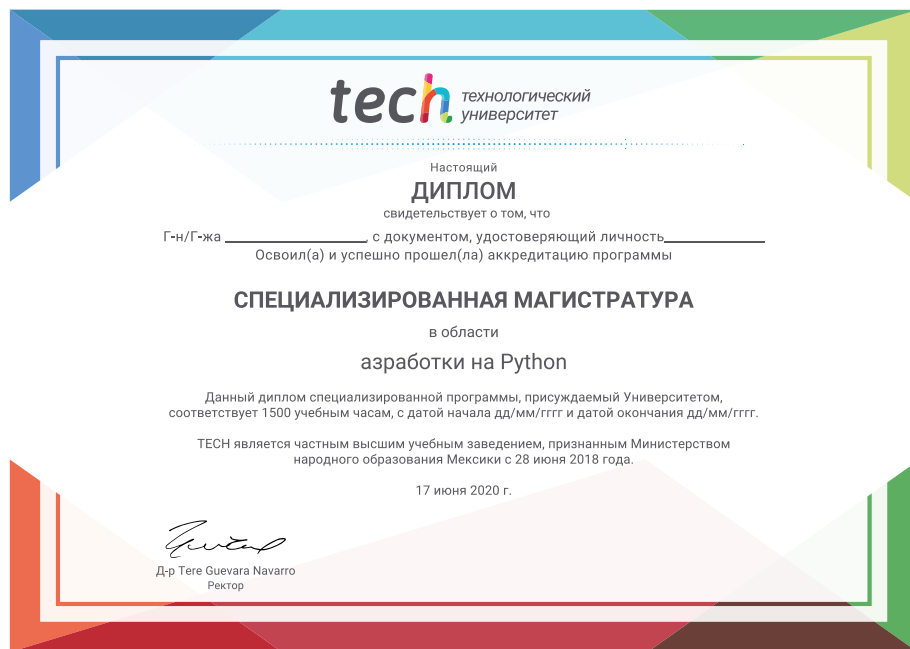 tech технологический
университет
Настоящий
ДИПЛОМ
свидетельствует о том, что
Г-н/Г-жа ____________________, с документом, удостоверяющий личность______________
Освоил(а) и успешно прошел(ла) аккредитацию программы
СПЕЦИАЛИЗИРОВАННАЯ МАГИСТРАТУРА
в области
азработки на Python
Данный диплом специализированной программы, присуждаемый Университетом,
соответствует 1500 учебным часам, с датой начала дд/мм/гггг и датой окончания дд/мм/гггг.
TECH является частным высшим учебным заведением, признанным Министерством
народного образования Мексики с 28 июня 2018 года.
17 июня 2020 г.
Д-р Tere Guevara Navarro
Ректор